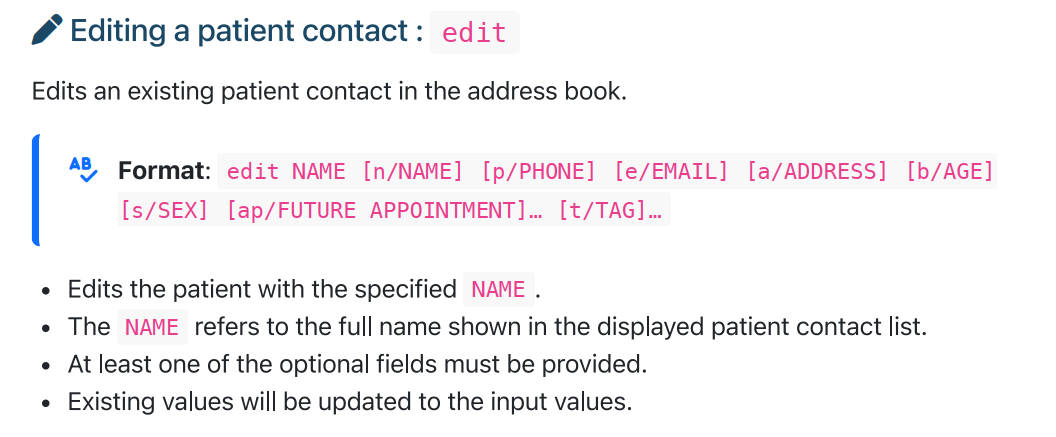 Editing a patient contact : edit
Edits an existing patient contact in the address book.
AB
Format: edit NAME [n/NAME] [p/PHONE] [e/EMAIL] [a/ADDRESS] [b/AGE]
[s/SEX] [ap/FUTURE APPOINTMENT]… [t/TAG]…
• Edits the patient with the specified NAME.
• The NAME refers to the full name shown in the displayed patient contact list.
• At least one of the optional fields must be provided.
• Existing values will be updated to the input values.